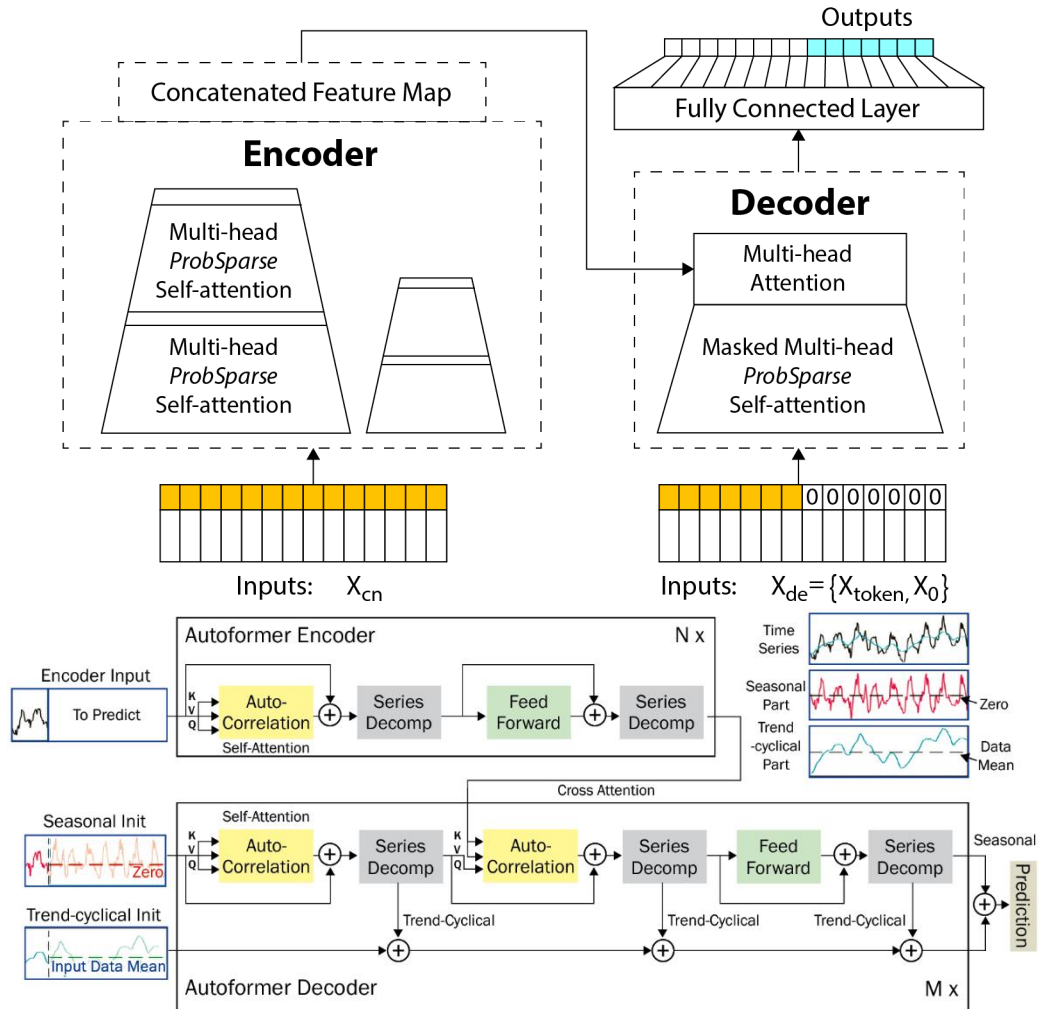 Outputs
Concatenated Feature Map
Fully Connected Layer
Encoder
Decoder
Multi-head
ProbSparse
Self-attention
Multi-head
ProbSparse
Self-attention
Multi-head
Attention
Masked Multi-head
ProbSparse
Self-attention
0 0 0 0 0 0 0
Inputs: Xcn
Inputs: Xde={Xtoken, X0}
Autoformer Encoder
N x
Encoder Input
To Predict
K
V
Q
Auto-
Correlation
Self-Attention
+
Series
Decomp
Feed
Forward
+
Series
Decomp
Time
Series
Seasonal
Part
Zero
Trend
-cyclical
Part
Data
Mean
Cross Attention
Seasonal Init
Zero
Trend-cyclical Init
Input Data Mean
Self-Attention
K
V
Q
Auto-
Correlation
+
Series
Decomp
K
V
Q
Auto-
Correlation
+
Series
Decomp
Feed
Forward
+
Series
Decomp
Seasonal
Trend-Cyclical
Trend-Cyclical
Trend-Cyclical
+
+
+
+
Prediction
Autoformer Decoder
M x